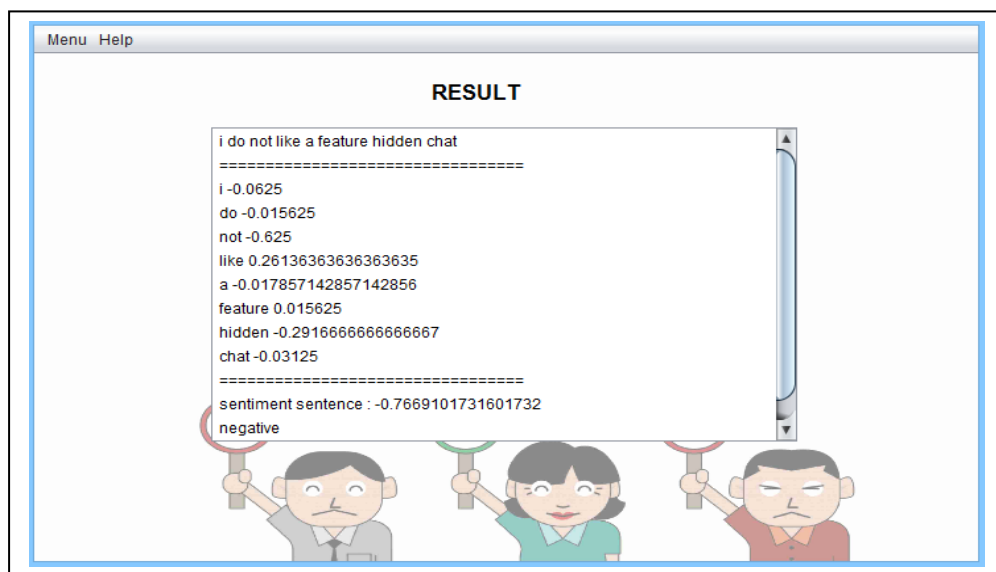 Menu Help
RESULT
i do not like a feature hidden chat
=================================
i -0.0625
do -0.015625
not -0.625
like 0.26136363636363635
a -0.017857142857142856
feature 0.015625
hidden -0.2916666666666667
chat -0.03125
=================================
sentiment sentence : -0.7669101731601732
negative